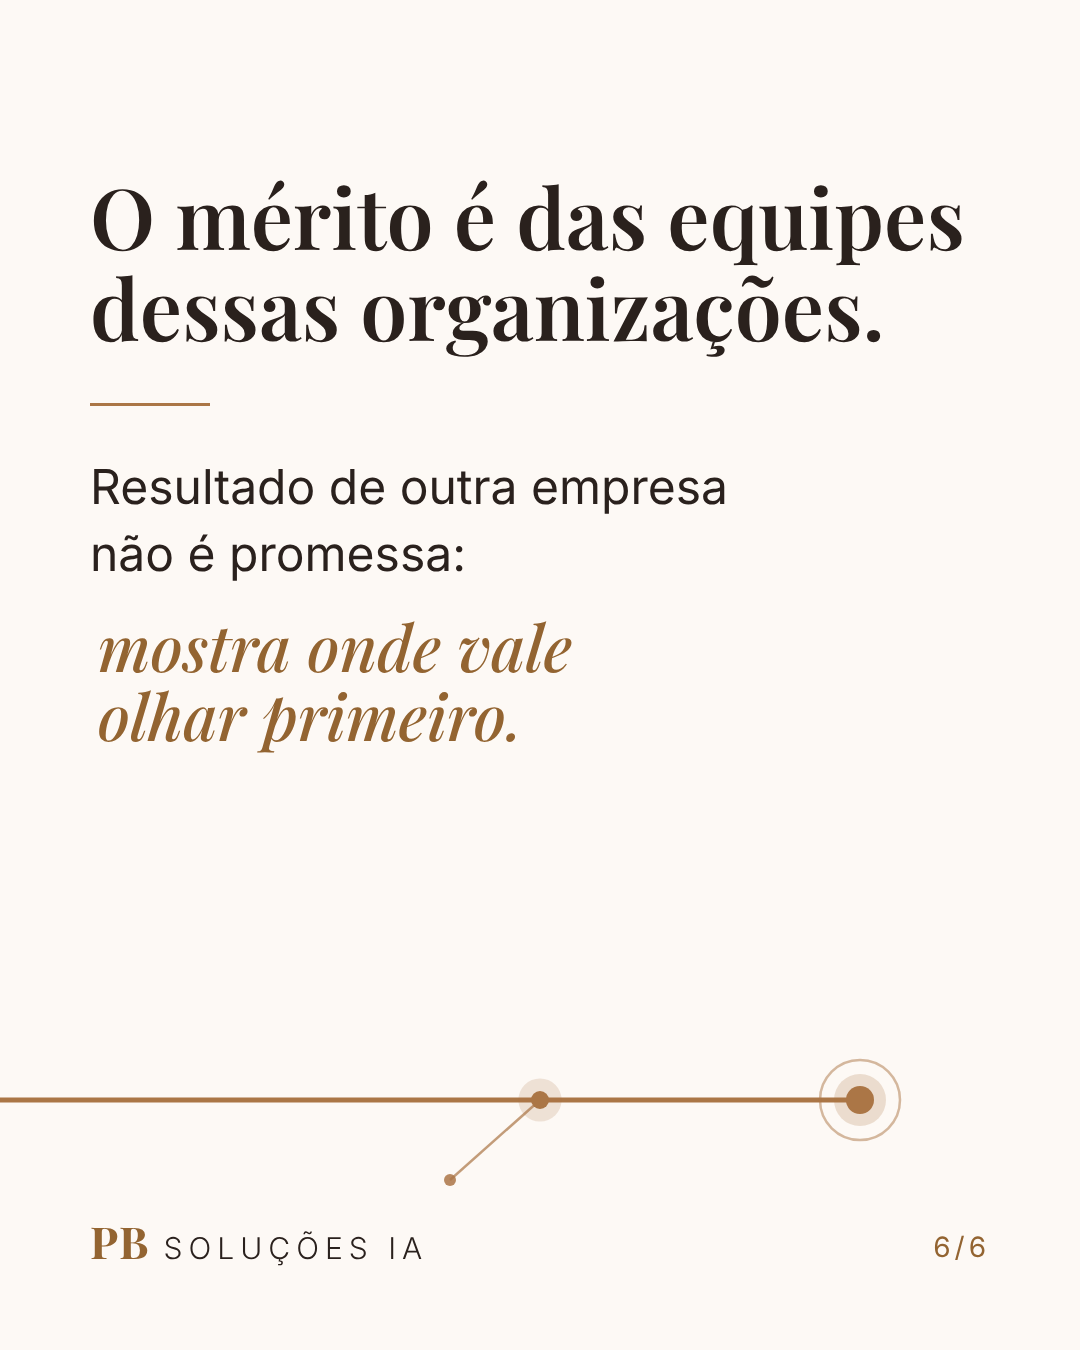 O mérito é das equipes
dessas organizações.
Resultado de outra empresa
não é promessa:
mostra onde vale
olhar primeiro.
PB SOLUÇÕES IA
6/6